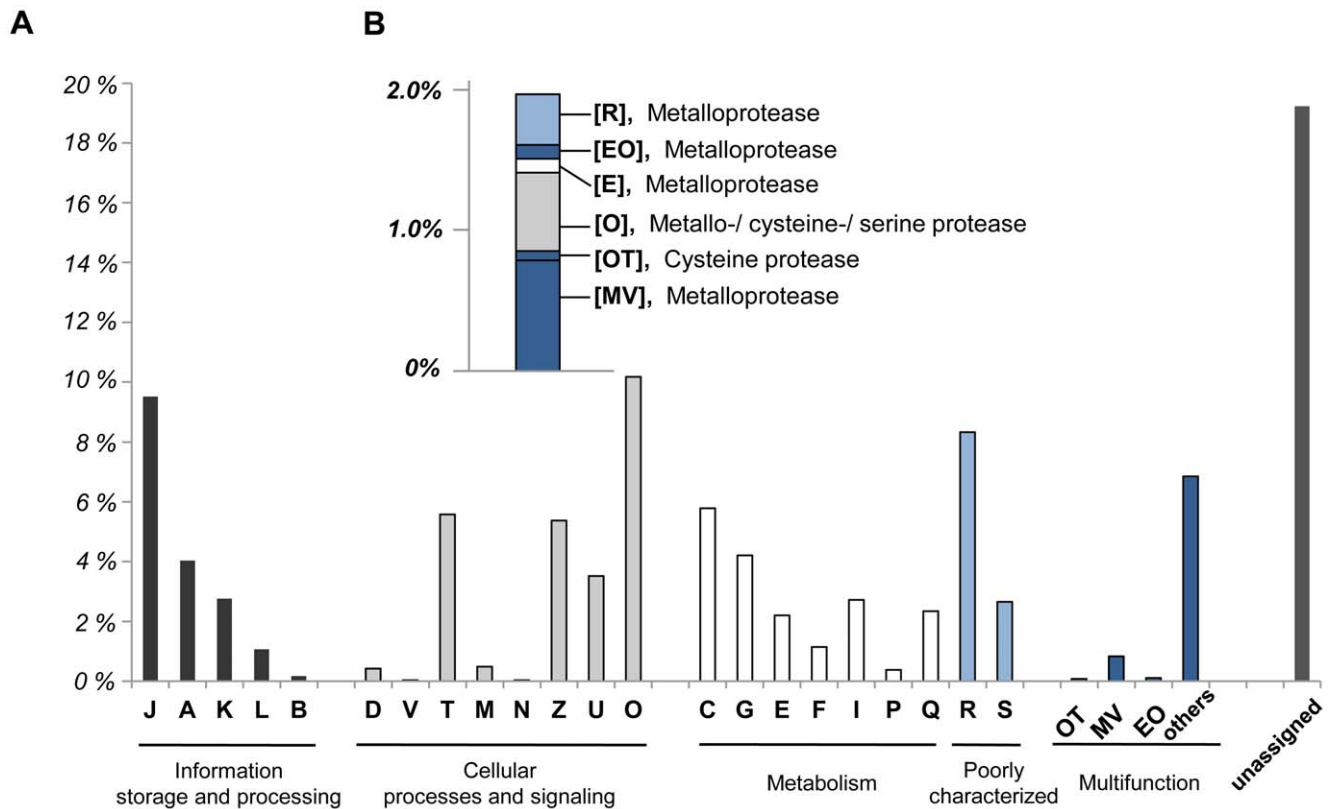 A
B
20 %
18 %
16 %
14 %
12 %
10 %
8 %
6 %
4 %
2 %
0 %
2.0%
1.0%
0%
[R], Metalloprotease
[EO], Metalloprotease
[E], Metalloprotease
[O], Metallo-/ cysteine-/ serine protease
[OT], Cysteine protease
[MV], Metalloprotease
J A K L B D V T M N Z U O C G E F I P Q R S OT MV EO others unassigned
Information
storage and processing
Cellular
processes and signaling
Metabolism
Poorly
characterized
Multifunction